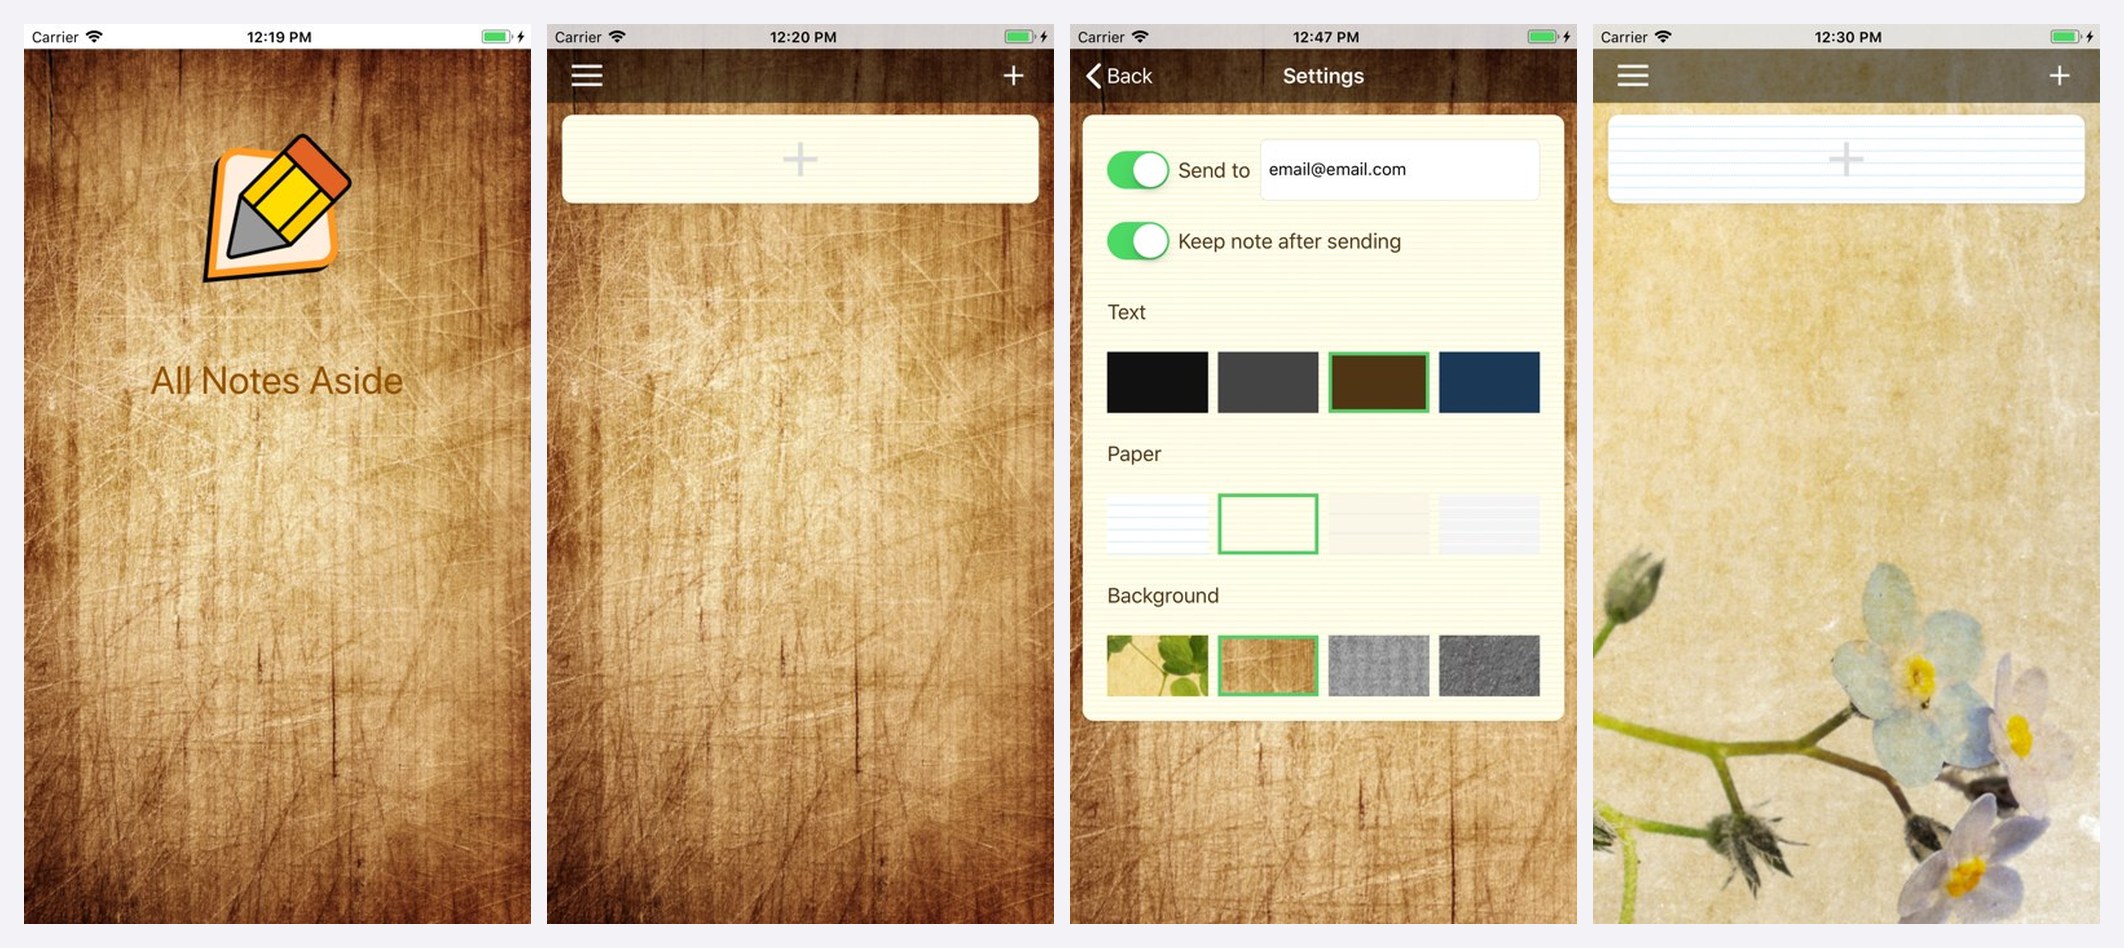 Carrier 12:19 PM
All Notes Aside
Carrier 12:20 PM
+
+
Carrier 12:47 PM
Back Settings
Send to email@email.com
Keep note after sending
Text
Paper
Background
Carrier 12:30 PM
+
+